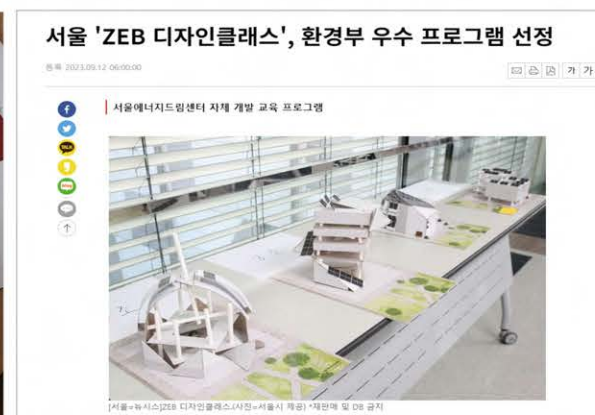 서울 'ZEB 디자인클래스', 환경부 우수 프로그램 선정
등록 2023.09.12 06:00:00
가 가
서울에너지드림센터 자체 개발 교육 프로그램
TALK
[서울=뉴시스]ZEB 디자인클래스.(사진=서울시 제공) *재판매 및 DB 금지